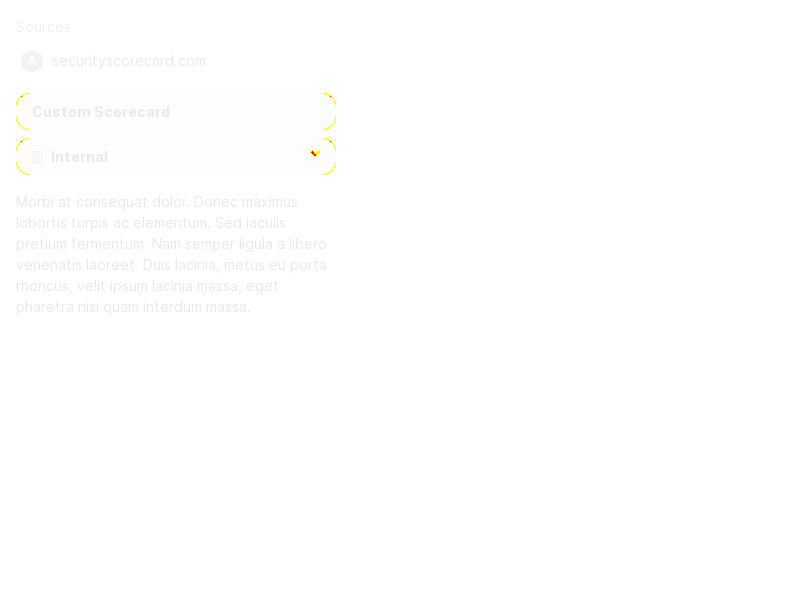 Sources
A securityscorecard.com
Custom Scorecard
Internal
Morbi at consequat dolor. Donec maximus
lobortis turpis ac elementum. Sed iaculis
pretium fermentum. Nam semper ligula a libero
venenatis laoreet. Duis lacinia, metus eu porta
rhoncus, velit ipsum lacinia massa, eget
pharetra nisi quam interdum massa.